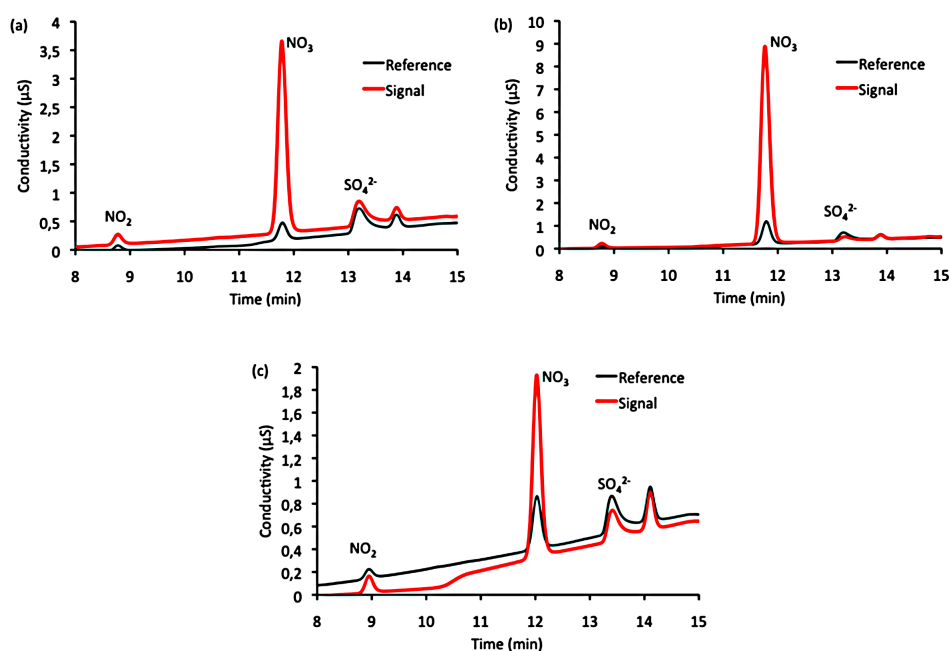 (a)
4
3,5
3
2,5
2
1,5
1
0,5
0
Conductivity (µS)
NO₃
Reference
Signal
NO₂
SO₄²⁻
8 9 10 11 12 13 14 15
Time (min)
(b)
10
9
8
7
6
5
4
3
2
1
0
Conductivity (µS)
NO₃
Reference
Signal
NO₂
SO₄²⁻
8 9 10 11 12 13 14 15
Time (min)
(c)
2
1,8
1,6
1,4
1,2
1
0,8
0,6
0,4
0,2
0
Conductivity (µS)
NO₃
Reference
Signal
SO₄²⁻
NO₂
8 9 10 11 12 13 14 15
Time (min)